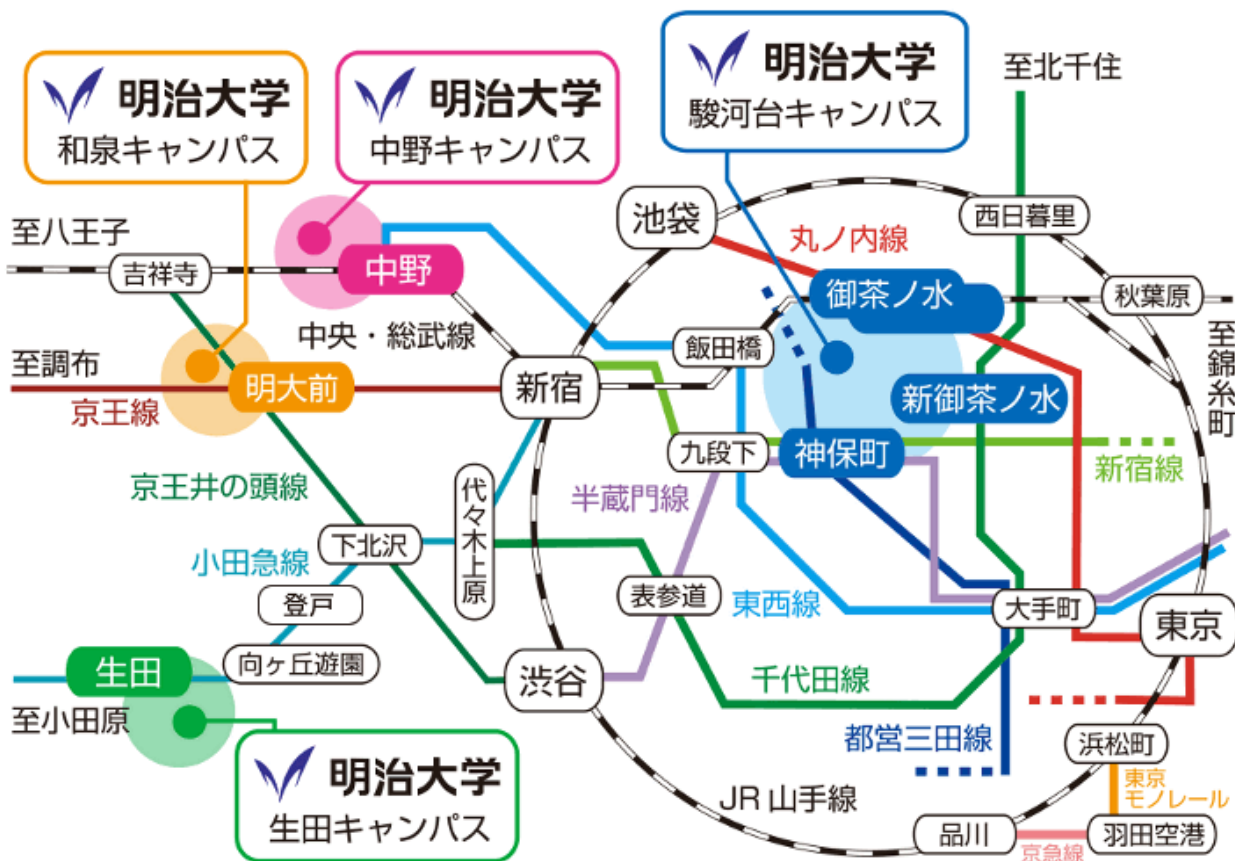 明治大学
和泉キャンパス
明治大学
中野キャンパス
明治大学
駿河台キャンパス
至北千住
池袋
西日暮里
至八王子
丸ノ内線
吉祥寺
中野
御茶ノ水
秋葉原
中央・総武線
飯田橋
至錦糸町
至調布
明大前
新宿
新御茶ノ水
京王線
九段下
神保町
新宿線
京王井の頭線
代々木上原
半蔵門線
下北沢
小田急線
登戸
表参道
東西線
大手町
東京
向ヶ丘遊園
生田
渋谷
千代田線
至小田原
都営三田線
浜松町
明治大学
生田キャンパス
JR山手線
東京
モノレール
品川
京急線
羽田空港